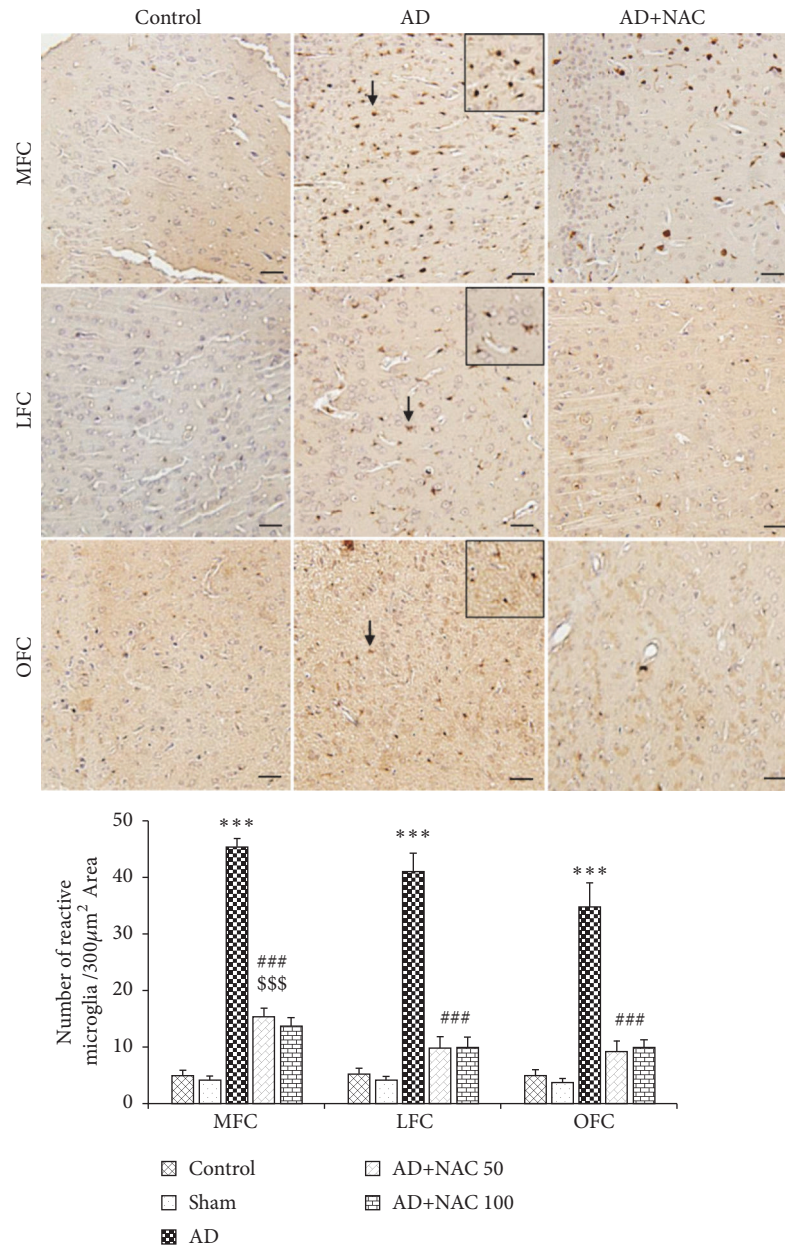 Control AD AD+NAC
MFC
LFC
OFC
Number of reactive
microglia /300μm² Area
50
40
30
20
10
0
***
###
$$$
***
###
***
###
MFC LFC OFC
Control AD+NAC 50
Sham AD+NAC 100
AD